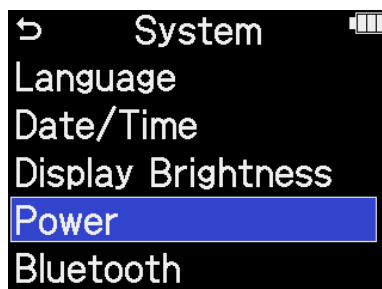 System
Language
Date/Time
Display Brightness
Power
Bluetooth